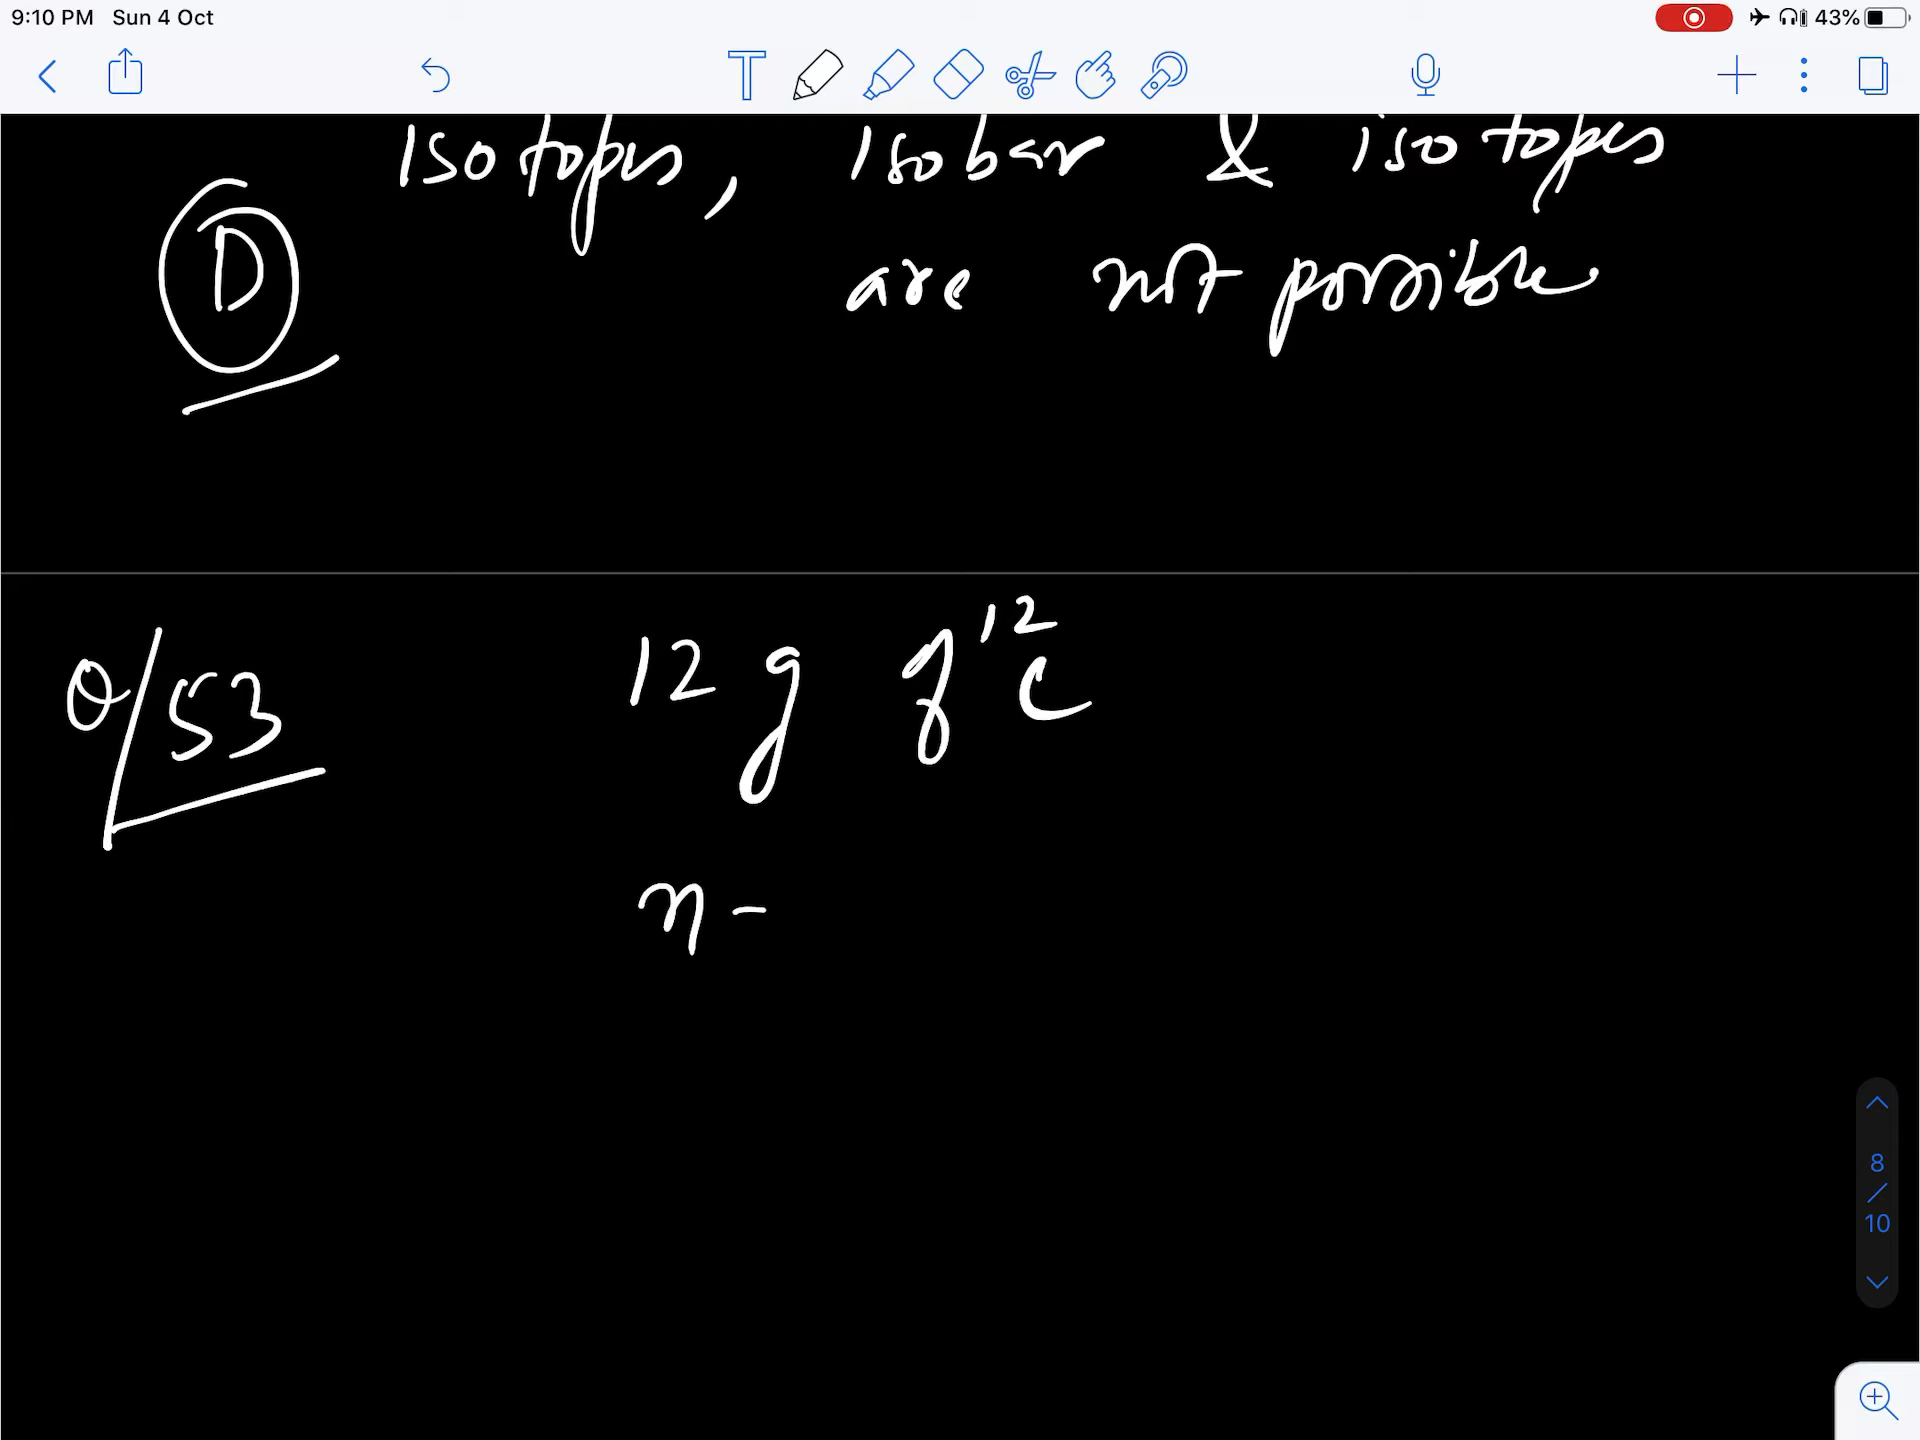 9:10 PM Sun 4 Oct 43%
T
Isotopes, Isobar & isotopes
D are not possible
Q/53 12 g of ¹²C
n -
8
/
10